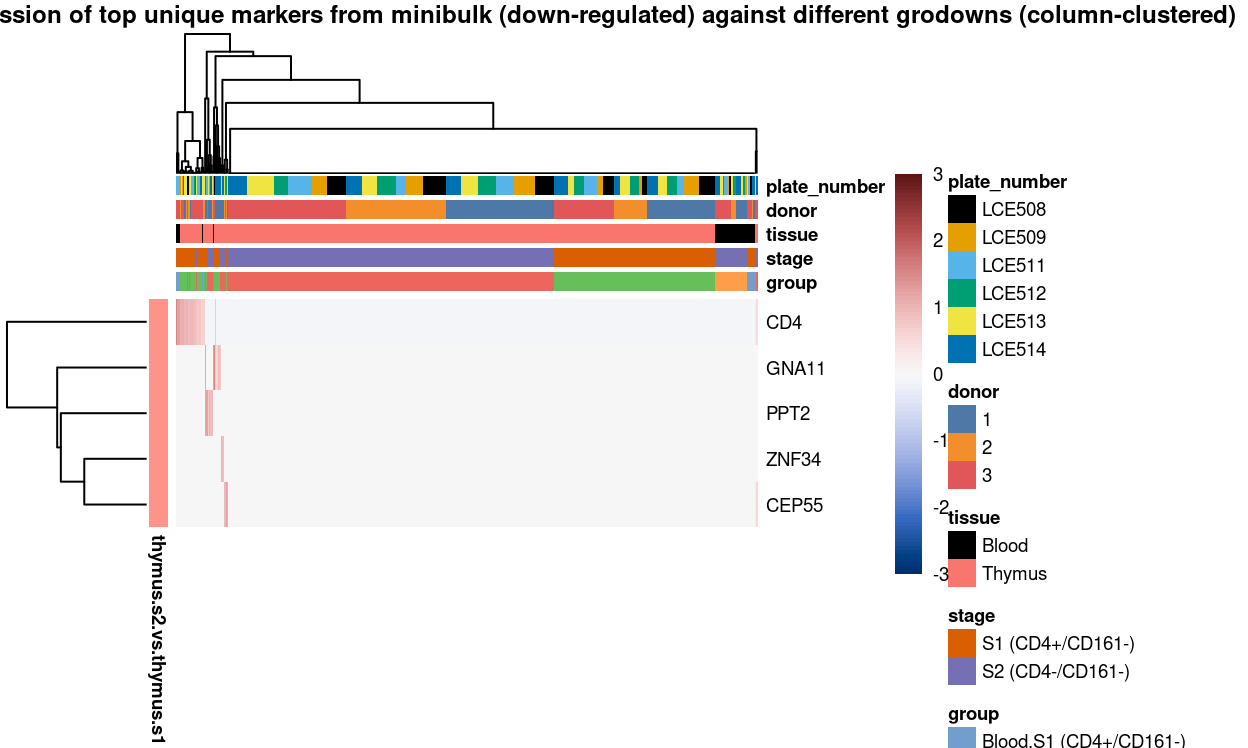 ssion of top unique markers from minibulk (down-regulated) against different grodowns (column-clustered)
plate_number
donor
tissue
stage
group
CD4
GNA11
PPT2
ZNF34
CEP55
thymus.s2.vs.thymus.s1
3
2
1
0
-1
-2
-3
plate_number
LCE508
LCE509
LCE511
LCE512
LCE513
LCE514
donor
1
2
3
tissue
Blood
Thymus
stage
S1 (CD4+/CD161-)
S2 (CD4-/CD161-)
group
Blood.S1 (CD4+/CD161-)